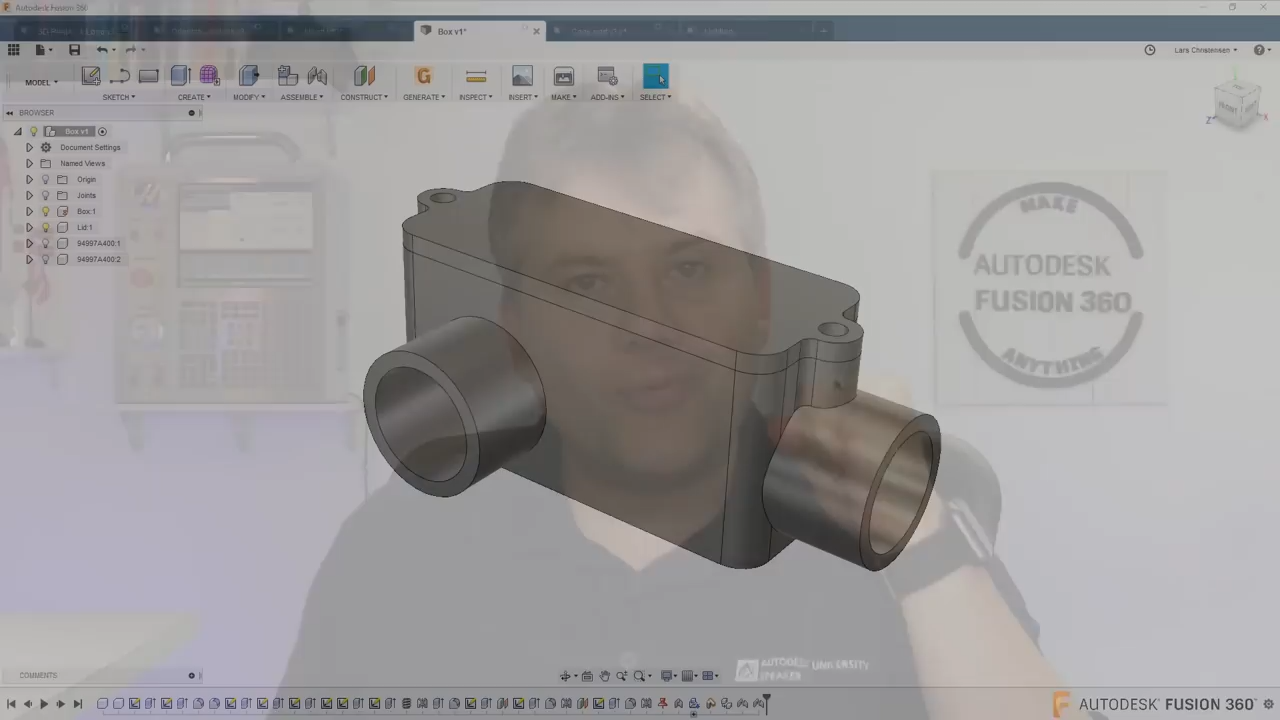 Autodesk Fusion 360
Box v1*
Lars Christensen
MODEL
SKETCH
CREATE
MODIFY
ASSEMBLE
CONSTRUCT
GENERATE
INSPECT
INSERT
MAKE
ADD-INS
SELECT
BROWSER
Box v1
Document Settings
Named Views
Origin
Joints
Box:1
Lid:1
94997A400:1
94997A400:2
FRONT
Z
X
MAKE
AUTODESK
FUSION 360
ANYTHING
AUTODESK UNIVERSITY
SPEAKER
COMMENTS
AUTODESK® FUSION 360™